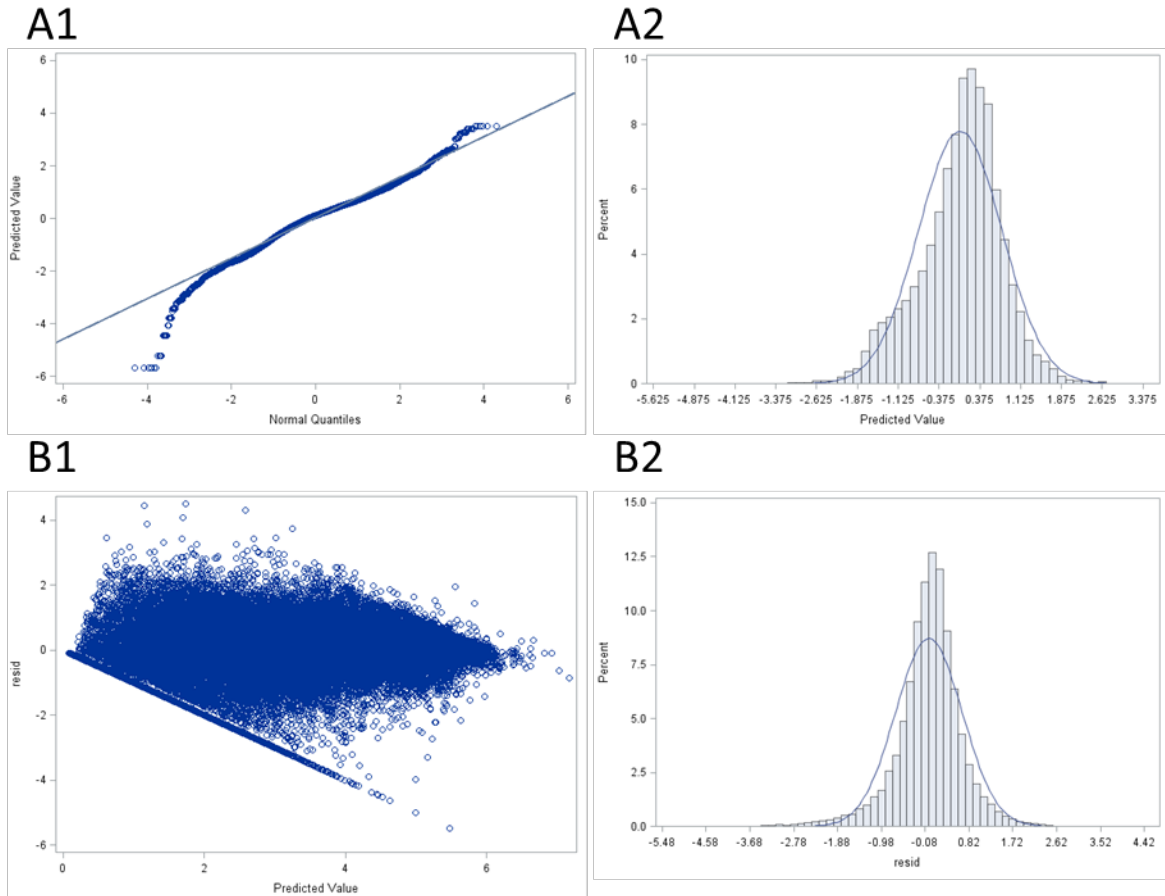 A1
6
4
2
0
-2
-4
-6
Predicted Value
-6 -4 -2 0 2 4 6
Normal Quantiles
A2
10
8
6
4
2
0
Percent
-5.625 -4.875 -4.125 -3.375 -2.625 -1.875 -1.125 -0.375 0.375 1.125 1.875 2.625 3.375
Predicted Value
B1
4
2
0
-2
-4
-6
resid
0 2 4 6
Predicted Value
B2
15.0
12.5
10.0
7.5
5.0
2.5
0.0
Percent
-5.48 -4.58 -3.68 -2.78 -1.88 -0.98 -0.08 0.82 1.72 2.62 3.52 4.42
resid